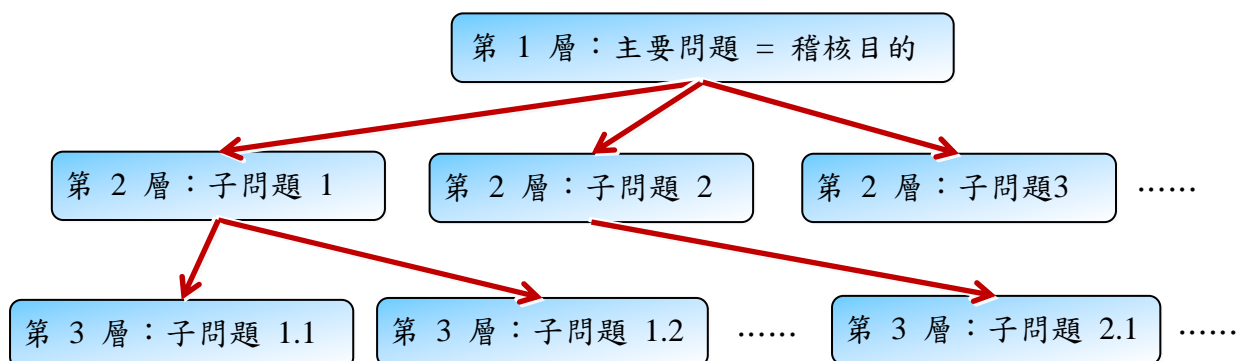 第 1 層：主要問題 = 稽核目的
第 2 層：子問題 1
第 2 層：子問題 2
第 2 層：子問題3
......
第 3 層：子問題 1.1
第 3 層：子問題 1.2
......
第 3 層：子問題 2.1
......